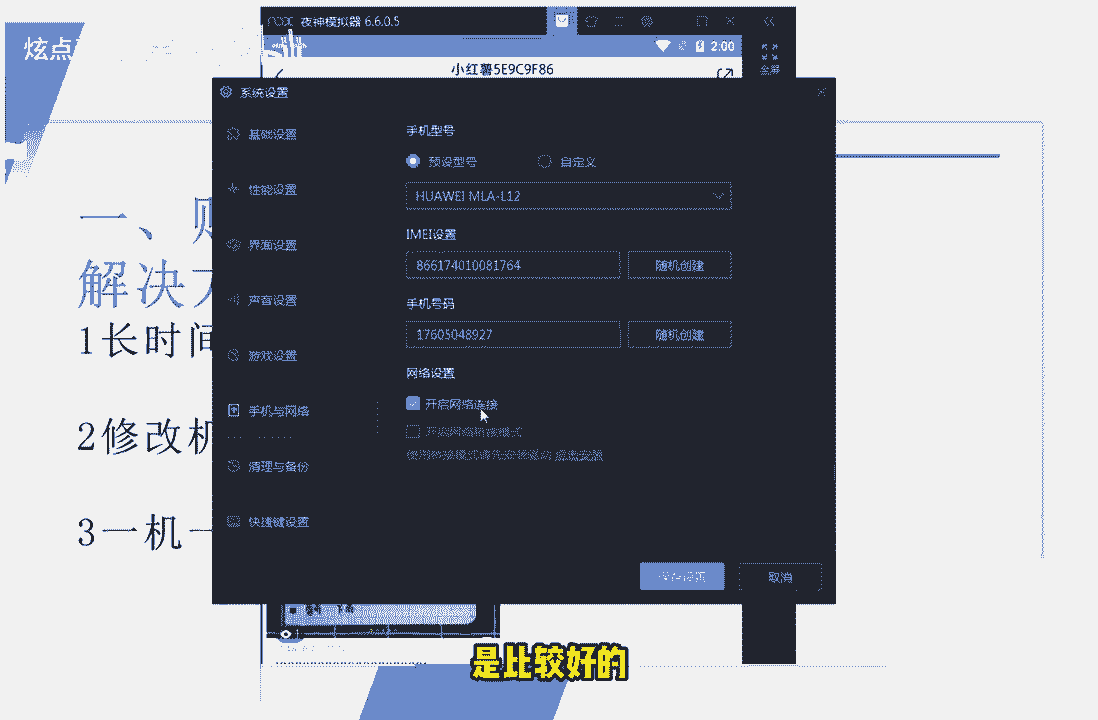 炫点
夜神模拟器 6.6.0.5
2:00
小红薯5E9C9F86
全屏
系统设置
基础设置
性能设置
界面设置
声音设置
游戏设置
手机与网络
清理与备份
快捷键设置
手机型号
预设型号
自定义
HUAWEI MLA-L12
IMEI设置
866174010081764
随机创建
手机号码
17605048927
随机创建
网络设置
开启网络连接
开启网络桥接模式
点击安装
保存设置
取消
一、
解决
1长时间
2修改机
3一机一
是比较好的